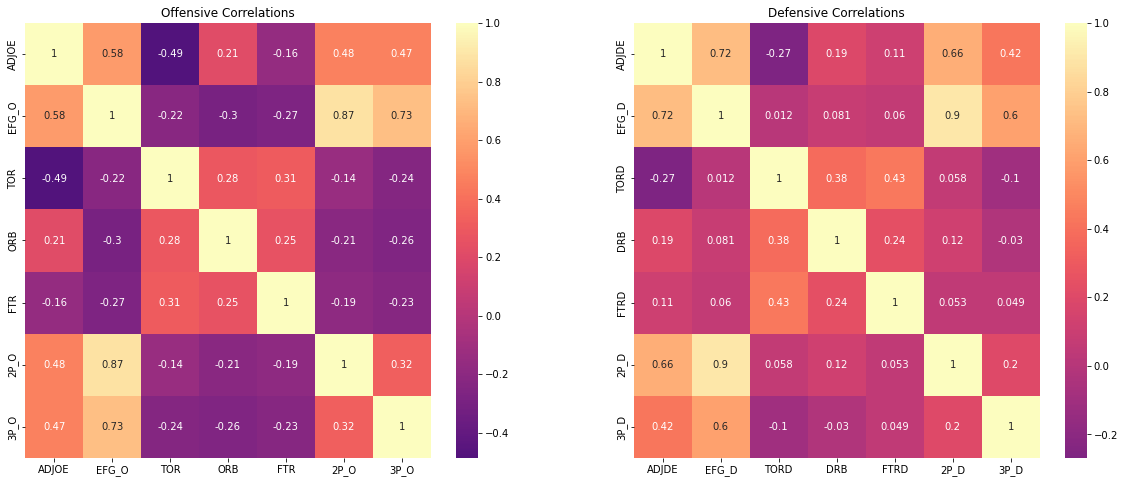 Offensive Correlations
ADJOE 1 0.58 -0.49 0.21 -0.16 0.48 0.47
EFG_O 0.58 1 -0.22 -0.3 -0.27 0.87 0.73
TOR -0.49 -0.22 1 0.28 0.31 -0.14 -0.24
ORB 0.21 -0.3 0.28 1 0.25 -0.21 -0.26
FTR -0.16 -0.27 0.31 0.25 1 -0.19 -0.23
2P_O 0.48 0.87 -0.14 -0.21 -0.19 1 0.32
3P_O 0.47 0.73 -0.24 -0.26 -0.23 0.32 1
ADJOE EFG_O TOR ORB FTR 2P_O 3P_O
1.0
0.8
0.6
0.4
0.2
0.0
−0.2
−0.4
Defensive Correlations
ADJDE 1 0.72 -0.27 0.19 0.11 0.66 0.42
EFG_D 0.72 1 0.012 0.081 0.06 0.9 0.6
TORD -0.27 0.012 1 0.38 0.43 0.058 -0.1
DRB 0.19 0.081 0.38 1 0.24 0.12 -0.03
FTRD 0.11 0.06 0.43 0.24 1 0.053 0.049
2P_D 0.66 0.9 0.058 0.12 0.053 1 0.2
3P_D 0.42 0.6 -0.1 -0.03 0.049 0.2 1
ADJDE EFG_D TORD DRB FTRD 2P_D 3P_D
1.0
0.8
0.6
0.4
0.2
0.0
−0.2